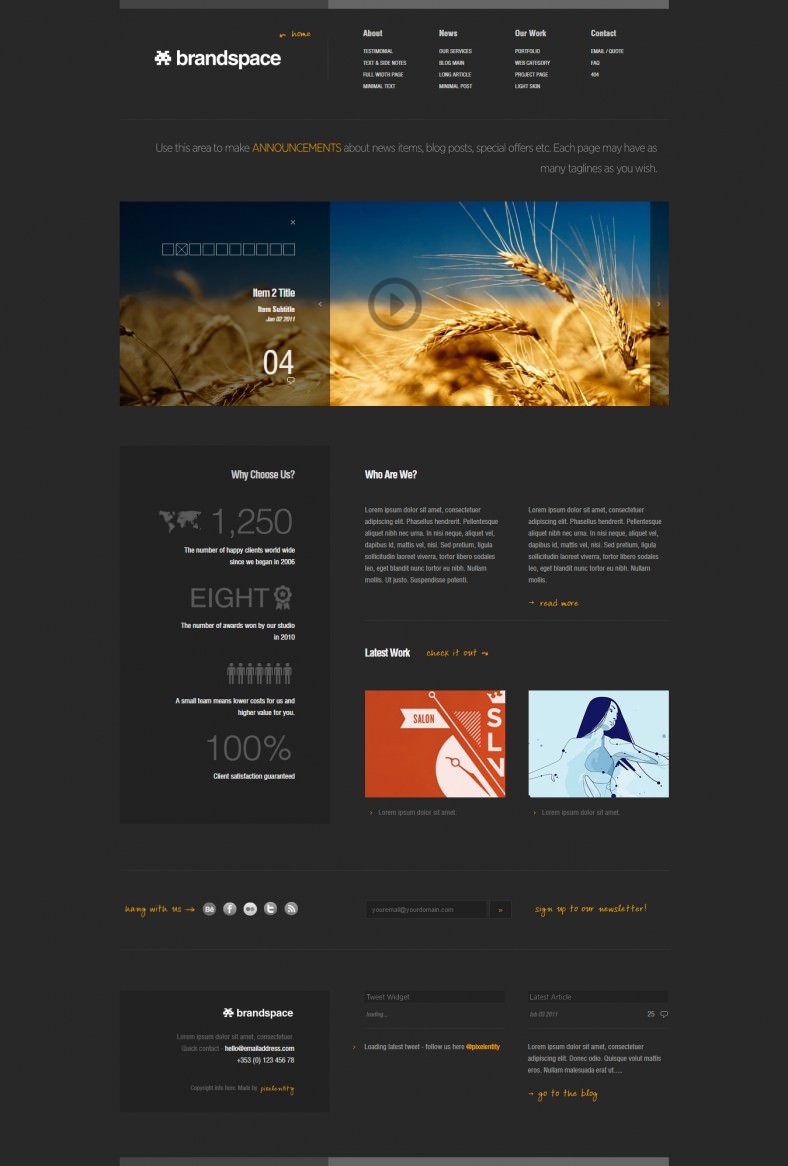 home
brandspace
About
TESTIMONIAL
TEXT & SIDE NOTES
FULL WIDTH PAGE
MINIMAL TEXT
News
OUR SERVICES
BLOG MAIN
LONG ARTICLE
MINIMAL POST
Our Work
PORTFOLIO
WEB CATEGORY
PROJECT PAGE
LIGHT SKIN
Contact
EMAIL / QUOTE
FAQ
404
Use this area to make ANNOUNCEMENTS about news items, blog posts, special offers etc. Each page may have as
many taglines as you wish.
Item 2 Title
Item Subtitle
Jan 02 2011
04
Why Choose Us?
1,250
The number of happy clients world wide
since we began in 2006
EIGHT
The number of awards won by our studio
in 2010
A small team means lower costs for us and
higher value for you.
100%
Client satisfaction guaranteed
Who Are We?
Lorem ipsum dolor sit amet, consectetuer
adipiscing elit. Phasellus hendrerit. Pellentesque
aliquet nibh nec urna. In nisi neque, aliquet vel,
dapibus id, mattis vel, nisi. Sed pretium, ligula
sollicitudin laoreet viverra, tortor libero sodales
leo, eget blandit nunc tortor eu nibh. Nullam
mollis. Ut justo. Suspendisse potenti.
Lorem ipsum dolor sit amet, consectetuer
adipiscing elit. Phasellus hendrerit. Pellentesque
aliquet nibh nec urna. In nisi neque, aliquet vel,
dapibus id, mattis vel, nisi. Sed pretium, ligula
sollicitudin laoreet viverra, tortor libero sodales
leo, eget blandit nunc tortor eu nibh. Nullam
mollis.
→ read more
Latest Work
check it out
SALON
S
L
V
› Lorem ipsum dolor sit amet.
› Lorem ipsum dolor sit amet.
hang with us →
Bē
f
t
youremail@yourdomain.com
»
sign up to our newsletter!
brandspace
Lorem ipsum dolor sit amet, consectetuer.
Quick contact - hello@emailaddress.com
+353 (0) 123 456 78
Copyright info here. Made by pixelentity
Tweet Widget
loading...
› Loading latest tweet - follow us here @pixelentity
Latest Article
Feb 03 2011
25
Lorem ipsum dolor sit amet, consectetuer
adipiscing elit. Donec odio. Quisque volut mattis
eros. Nullam malesuada erat ut.....
→ go to the blog